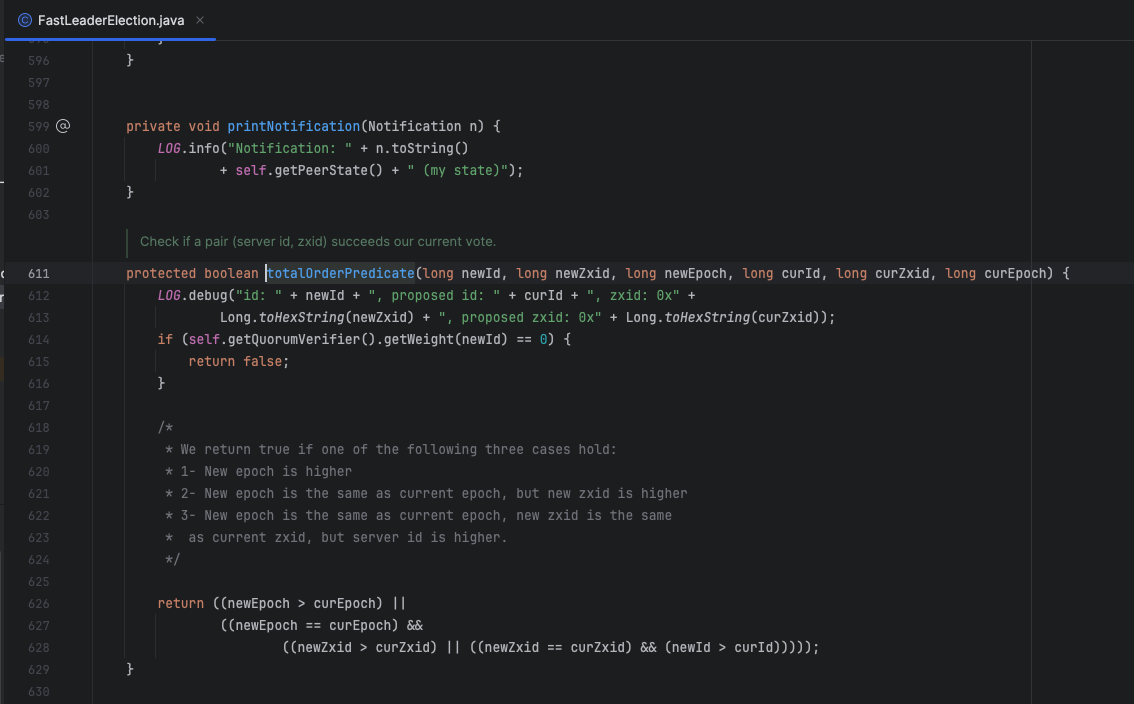 FastLeaderElection.java
596 }
597
598
599 private void printNotification(Notification n) {
600 LOG.info("Notification: " + n.toString()
601 + self.getPeerState() + " (my state)");
602 }
603
Check if a pair (server id, zxid) succeeds our current vote.
611 protected boolean totalOrderPredicate(long newId, long newZxid, long newEpoch, long curId, long curZxid, long curEpoch) {
612 LOG.debug("id: " + newId + ", proposed id: " + curId + ", zxid: 0x" +
613 Long.toHexString(newZxid) + ", proposed zxid: 0x" + Long.toHexString(curZxid));
614 if (self.getQuorumVerifier().getWeight(newId) == 0) {
615 return false;
616 }
617
618 /*
619 * We return true if one of the following three cases hold:
620 * 1- New epoch is higher
621 * 2- New epoch is the same as current epoch, but new zxid is higher
622 * 3- New epoch is the same as current epoch, new zxid is the same
623 * as current zxid, but server id is higher.
624 */
625
626 return ((newEpoch > curEpoch) ||
627 ((newEpoch == curEpoch) &&
628 ((newZxid > curZxid) || ((newZxid == curZxid) && (newId > curId)))));
629 }
630